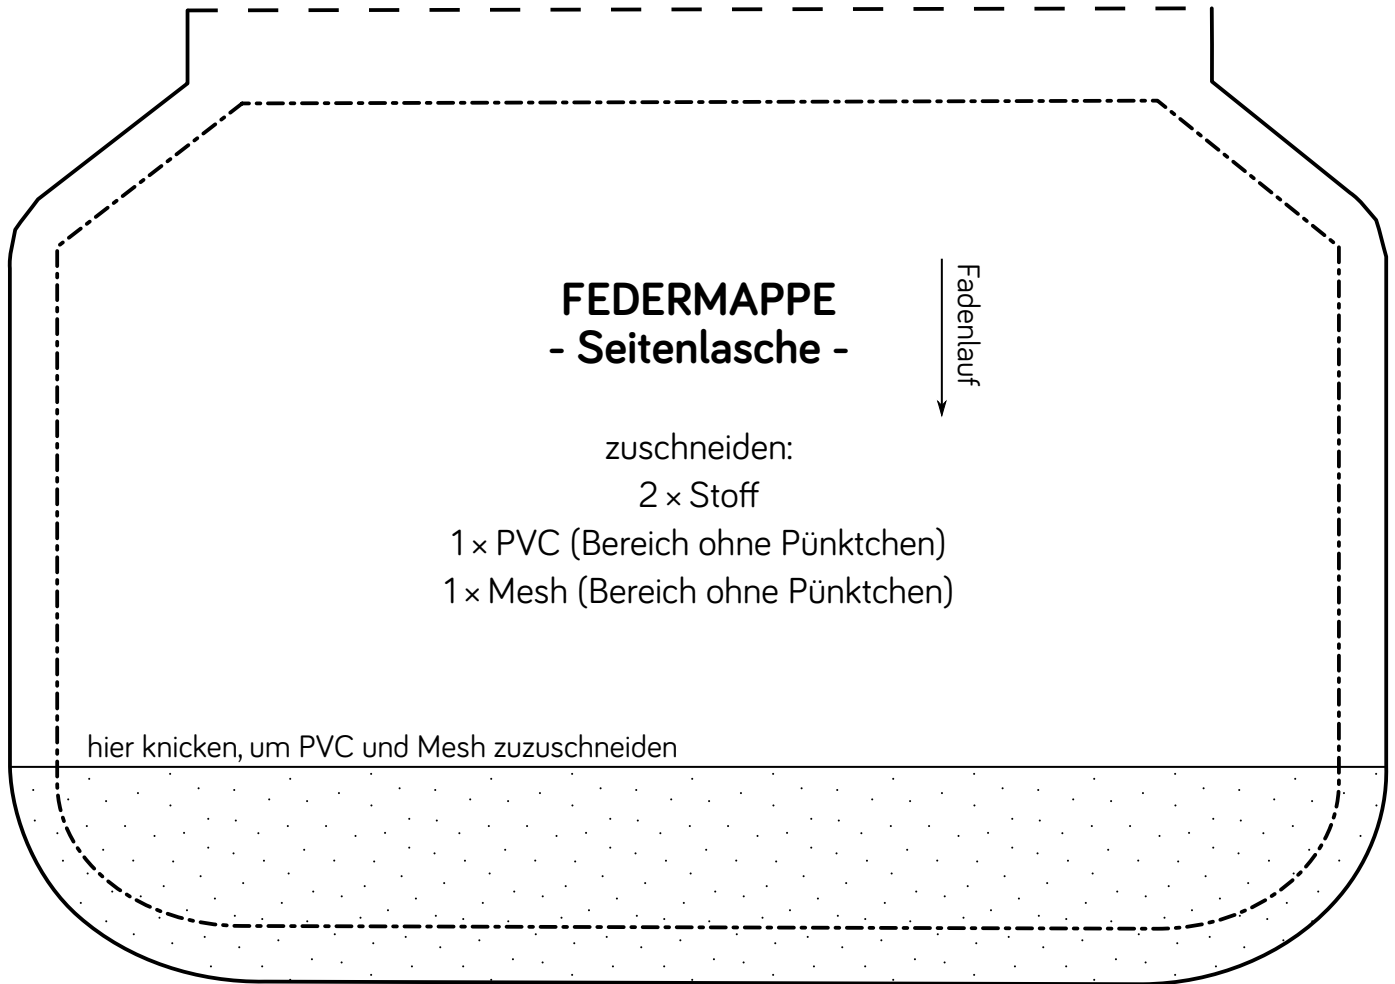 FEDERMAPPE
- Seitenlasche -
Fadenlauf
zuschneiden:
2 × Stoff
1 × PVC (Bereich ohne Pünktchen)
1 × Mesh (Bereich ohne Pünktchen)
hier knicken, um PVC und Mesh zuzuschneiden